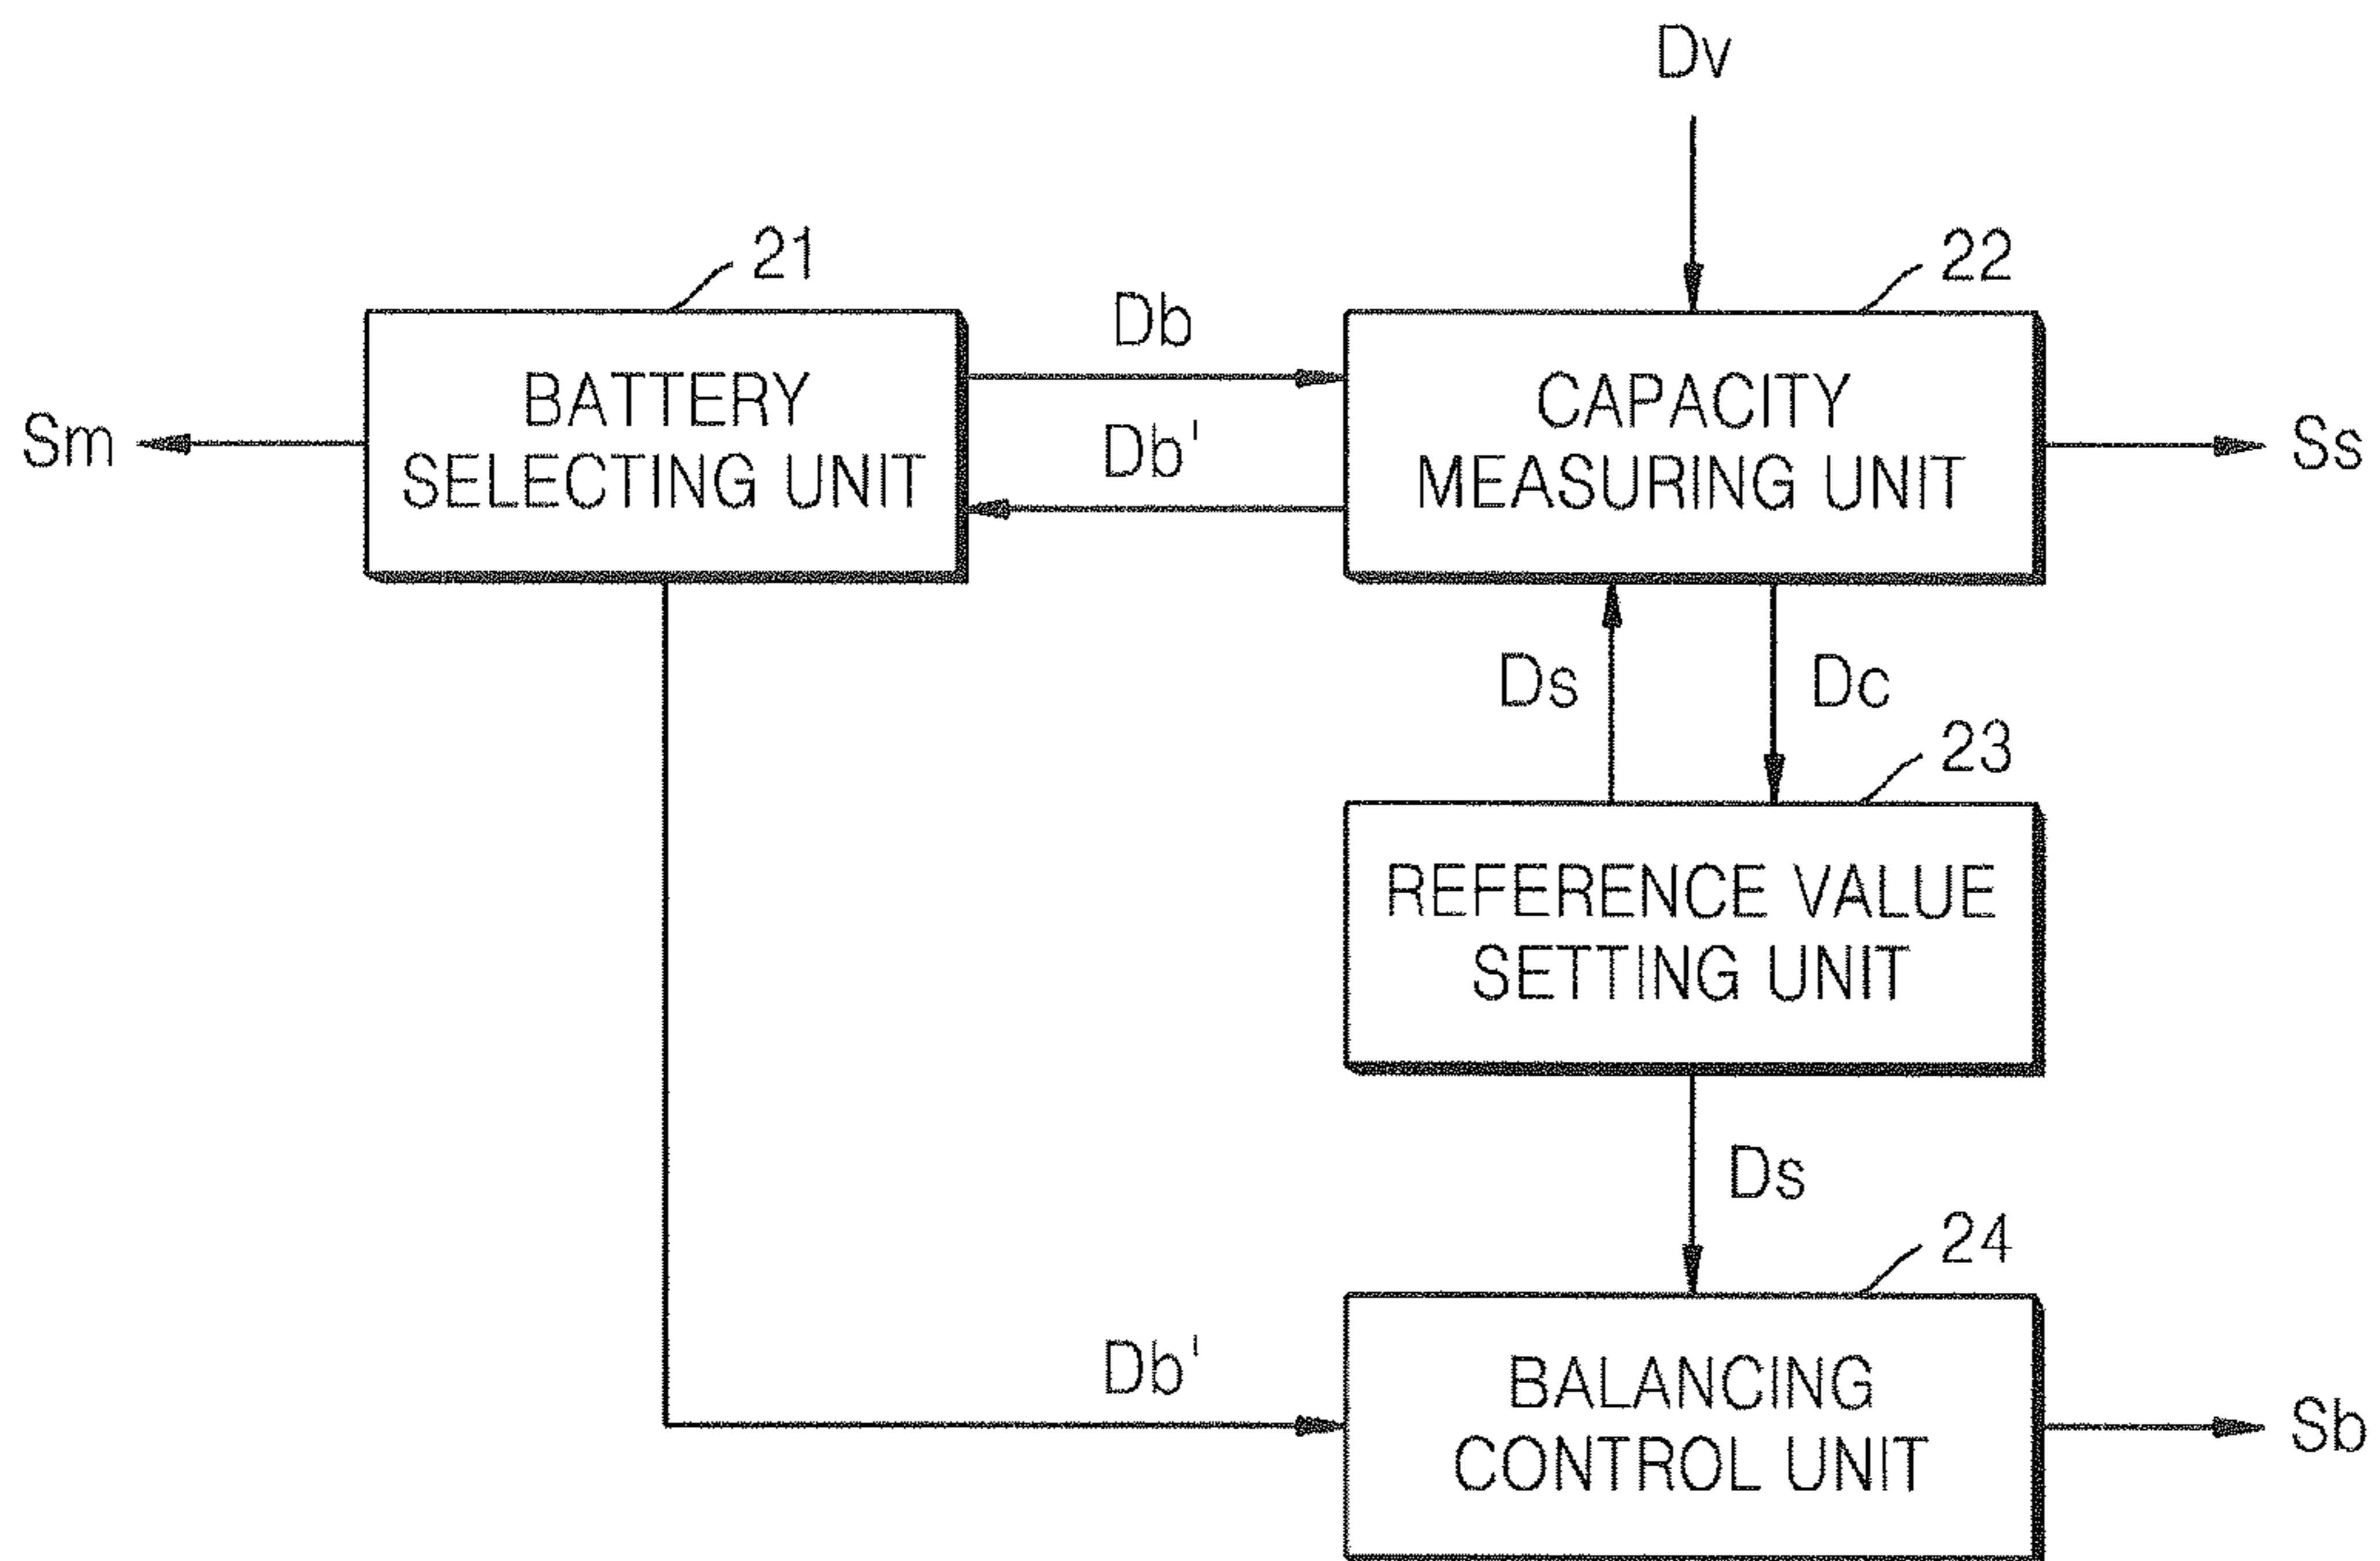 Dv
21
22
Db
BATTERY
SELECTING UNIT
CAPACITY
MEASURING UNIT
Sm
Db'
Ss
Ds
Dc
23
REFERENCE VALUE
SETTING UNIT
Ds
24
Db'
BALANCING
CONTROL UNIT
Sb